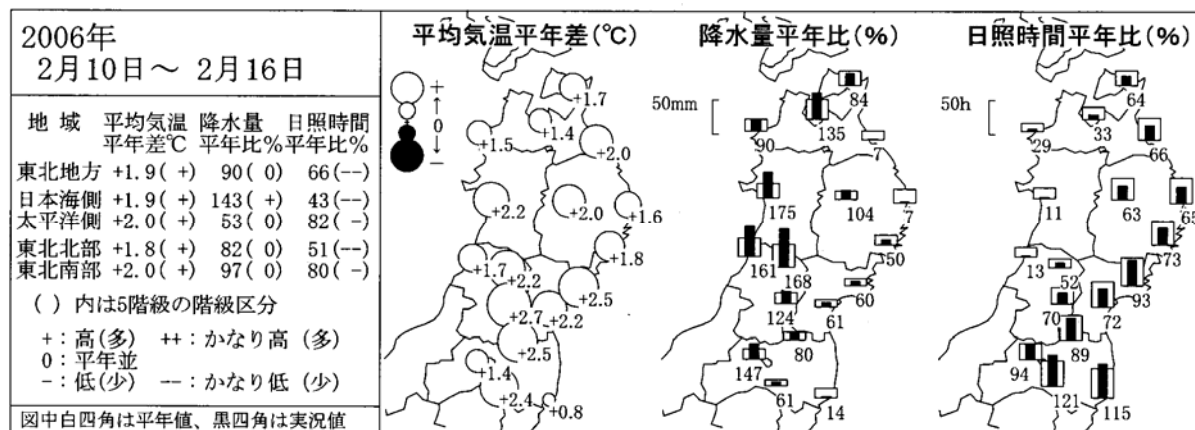 2006年
2月10日～ 2月16日
地 域 平均気温 降水量 日照時間
平年差℃ 平年比% 平年比%
東北地方 +1.9( +) 90( 0) 66(--)
日本海側 +1.9( +) 143( +) 43(--)
太平洋側 +2.0( +) 53( 0) 82( -)
東北北部 +1.8( +) 82( 0) 51(--)
東北南部 +2.0( +) 97( 0) 80( -)
( ) 内は5階級の階級区分
+：高(多) ++：かなり高 (多)
0：平年並
-：低(少) --：かなり低 (少)
図中白四角は平年値、黒四角は実況値
平均気温平年差(℃)
+
↑
0
↓
-
+1.7
+1.4
+1.5
+2.0
+2.2
+2.0
+1.6
+1.8
+1.7
+2.2
+2.5
+2.7
+2.2
+2.5
+1.4
+2.4
+0.8
降水量平年比(%)
50mm
84
135
90
7
175
104
7
50
161
168
60
124
61
80
147
61
14
日照時間平年比(%)
50h
64
33
29
66
11
63
65
73
13
52
93
70
72
89
94
121
115